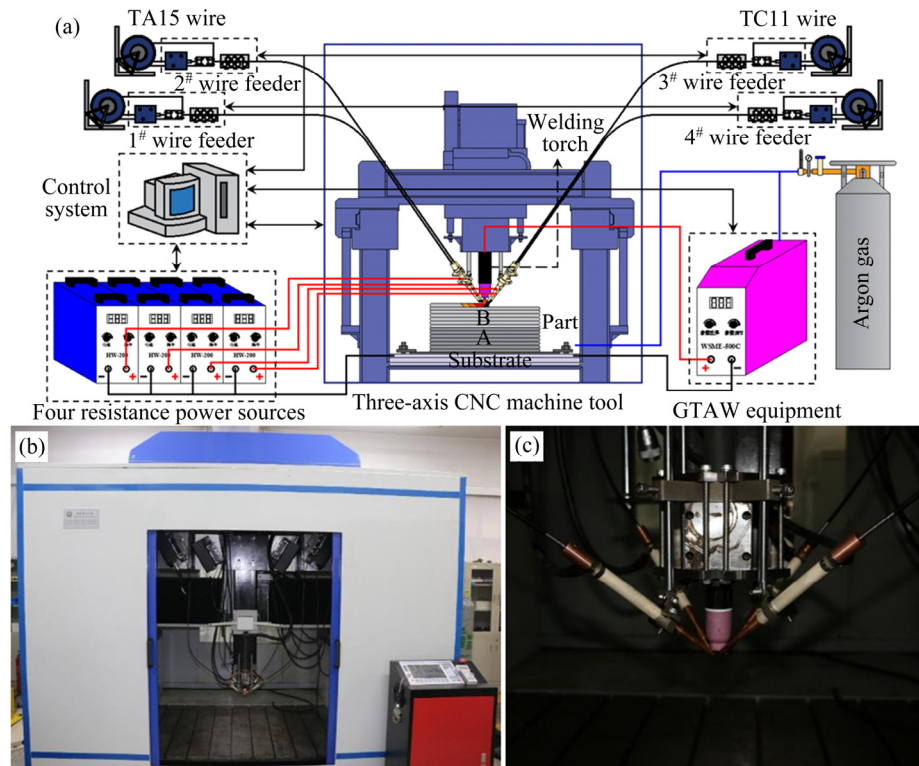 (a)
TA15 wire
TC11 wire
2# wire feeder
3# wire feeder
1# wire feeder
4# wire feeder
Welding
torch
Control
system
Argon gas
B
A
Part
Substrate
HW-200
HW-200
HW-200
HW-200
- + - + - + - +
WSME-500C
+ -
Four resistance power sources
Three-axis CNC machine tool
GTAW equipment
(b)
(c)